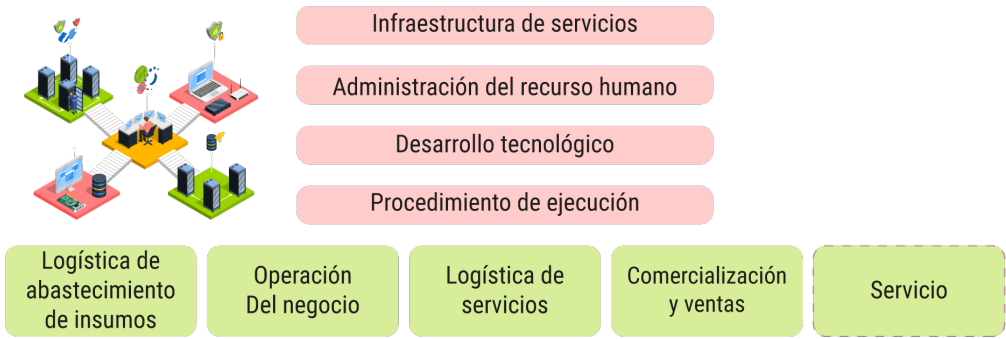 Infraestructura de servicios
Administración del recurso humano
Desarrollo tecnológico
Procedimiento de ejecución
Logística de
abastecimiento
de insumos
Operación
Del negocio
Logística de
servicios
Comercialización
y ventas
Servicio